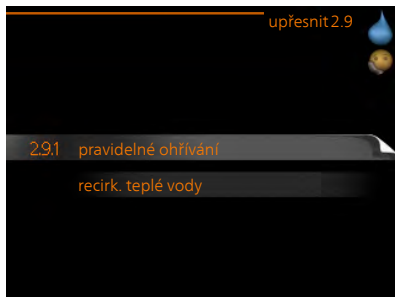 upřesnit 2.9
2.9.1 pravidelné ohřívání
recirk. teplé vody